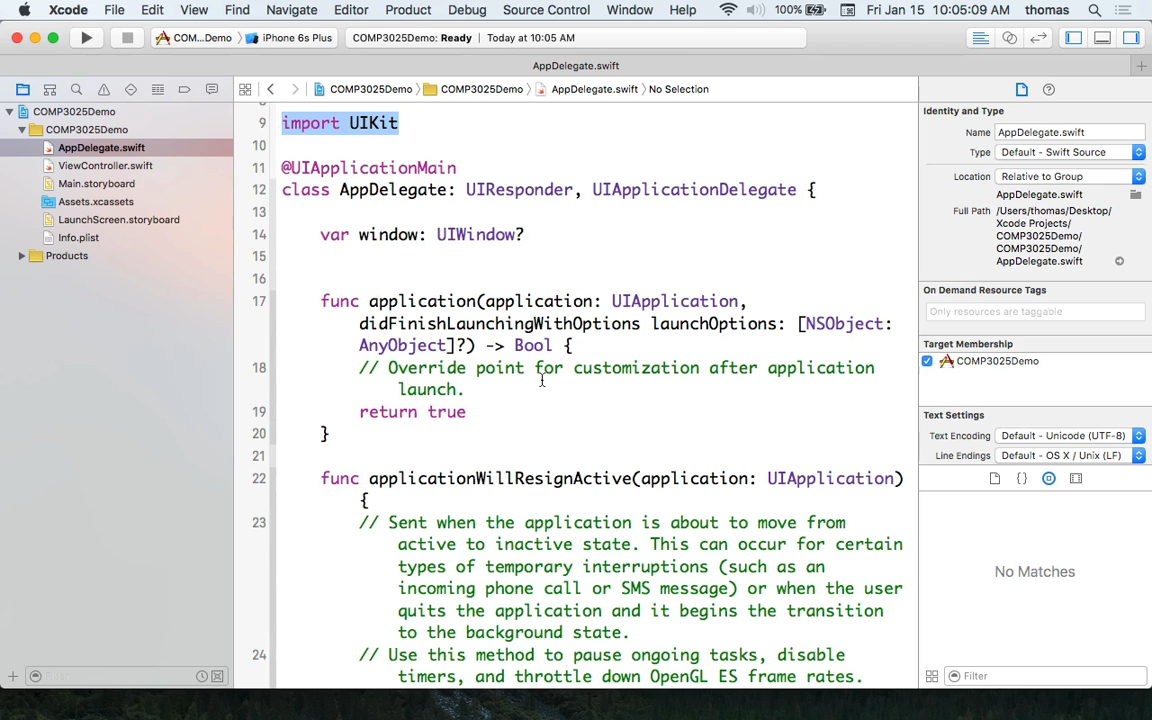 Xcode File Edit View Find Navigate Editor Product Debug Source Control Window Help 100% Fri Jan 15 10:05:09 AM thomas
COM...Demo iPhone 6s Plus COMP3025Demo: Ready Today at 10:05 AM
AppDelegate.swift
COMP3025Demo COMP3025Demo AppDelegate.swift No Selection
COMP3025Demo
COMP3025Demo
AppDelegate.swift
ViewController.swift
Main.storyboard
Assets.xcassets
LaunchScreen.storyboard
Info.plist
Products
Filter
9 import UIKit
10
11 @UIApplicationMain
12 class AppDelegate: UIResponder, UIApplicationDelegate {
13
14 var window: UIWindow?
15
16
17 func application(application: UIApplication,
didFinishLaunchingWithOptions launchOptions: [NSObject:
AnyObject]?) -> Bool {
18 // Override point for customization after application
launch.
19 return true
20 }
21
22 func applicationWillResignActive(application: UIApplication)
{
23 // Sent when the application is about to move from
active to inactive state. This can occur for certain
types of temporary interruptions (such as an
incoming phone call or SMS message) or when the user
quits the application and it begins the transition
to the background state.
24 // Use this method to pause ongoing tasks, disable
timers, and throttle down OpenGL ES frame rates.
Identity and Type
Name AppDelegate.swift
Type Default - Swift Source
Location Relative to Group
AppDelegate.swift
Full Path /Users/thomas/Desktop/
Xcode Projects/
COMP3025Demo/
COMP3025Demo/
AppDelegate.swift
On Demand Resource Tags
Only resources are taggable
Target Membership
COMP3025Demo
Text Settings
Text Encoding Default - Unicode (UTF-8)
Line Endings Default - OS X / Unix (LF)
{ }
No Matches
Filter